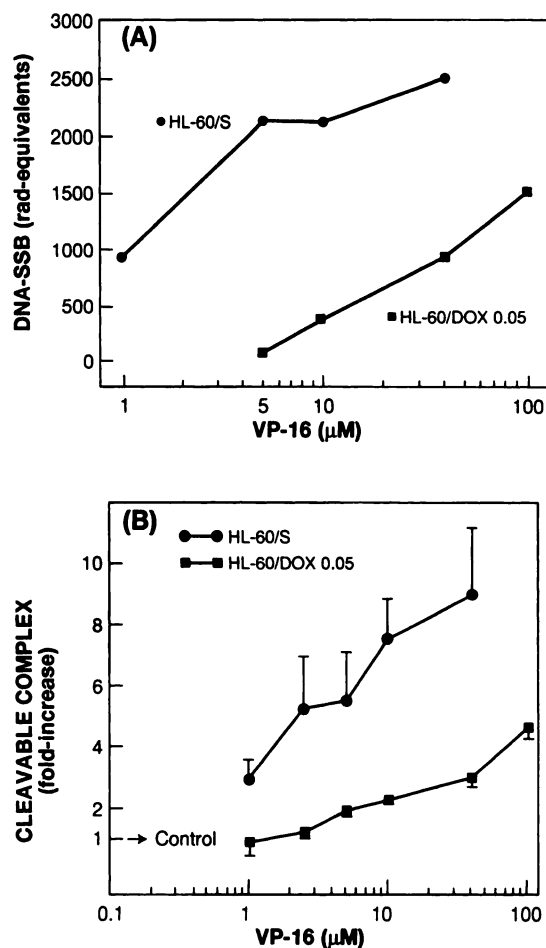 (A)
DNA-SSB (rad-equivalents)
3000
2500
2000
1500
1000
500
0
HL-60/S
HL-60/DOX 0.05
1 5 10 100
VP-16 (μM)
(B)
CLEAVABLE COMPLEX
(fold-increase)
HL-60/S
HL-60/DOX 0.05
10
8
6
4
2
1
Control
0.1 1 10 100
VP-16 (μM)